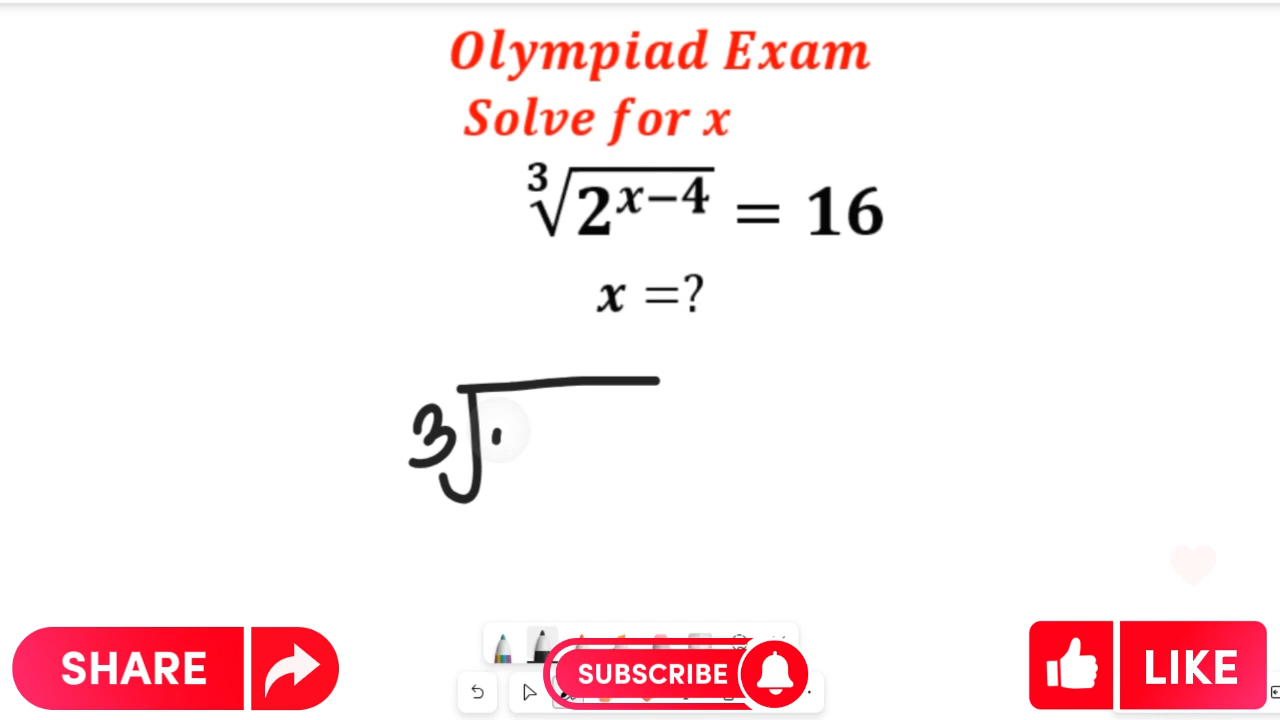 Olympiad Exam
Solve for x
∛(2^{x−4}) = 16
x =?
3√
SHARE
SUBSCRIBE
LIKE